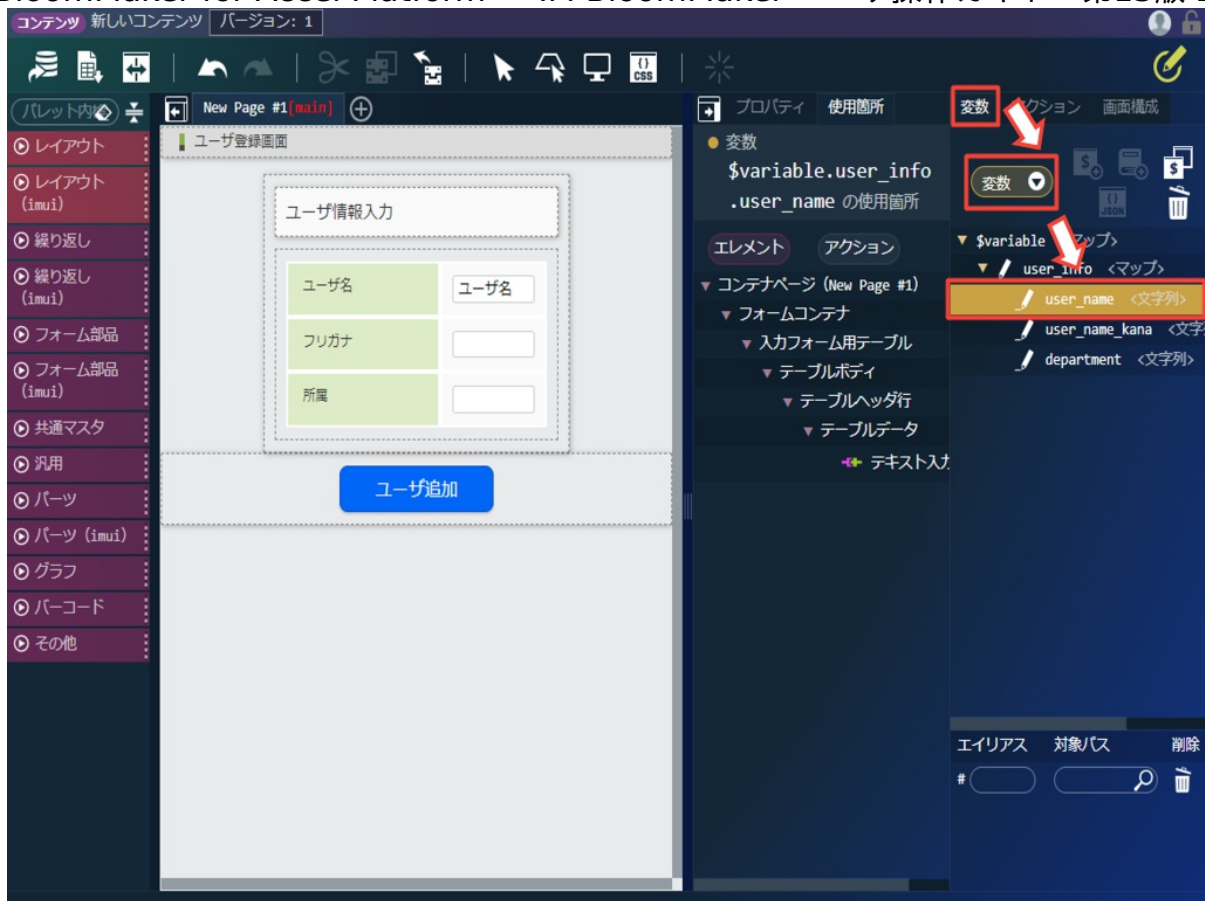 コンテンツ 新しいコンテンツ バージョン: 1
{} CSS
パレット内検
New Page #1[main]
プロパティ 使用箇所
変数 クション 画面構成
レイアウト
レイアウト (imui)
繰り返し
繰り返し (imui)
フォーム部品
フォーム部品 (imui)
共通マスタ
汎用
パーツ
パーツ (imui)
グラフ
バーコード
その他
ユーザ登録画面
ユーザ情報入力
ユーザ名 ユーザ名
フリガナ
所属
ユーザ追加
変数
$variable.user_info
.user_name の使用箇所
エレメント アクション
コンテナページ (New Page #1)
フォームコンテナ
入力フォーム用テーブル
テーブルボディ
テーブルヘッダ行
テーブルデータ
テキスト入力
変数
{} JSON
$variable <マップ>
user_info <マップ>
user_name <文字列>
user_name_kana <文字
department <文字列>
エイリアス 対象パス 削除
#